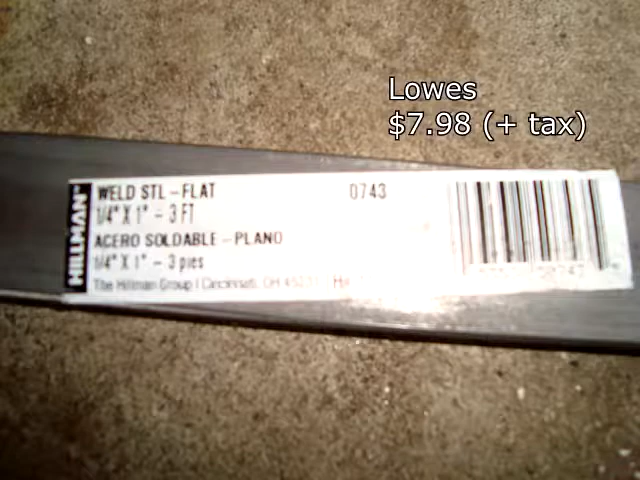 Lowes
$7.98 (+ tax)
HILLMAN
WELD STL - FLAT 0743
1/4" X 1" - 3 FT
ACERO SOLDABLE - PLANO
1/4" X 1" - 3 pies
The Hillman Group | Cincinnati, OH